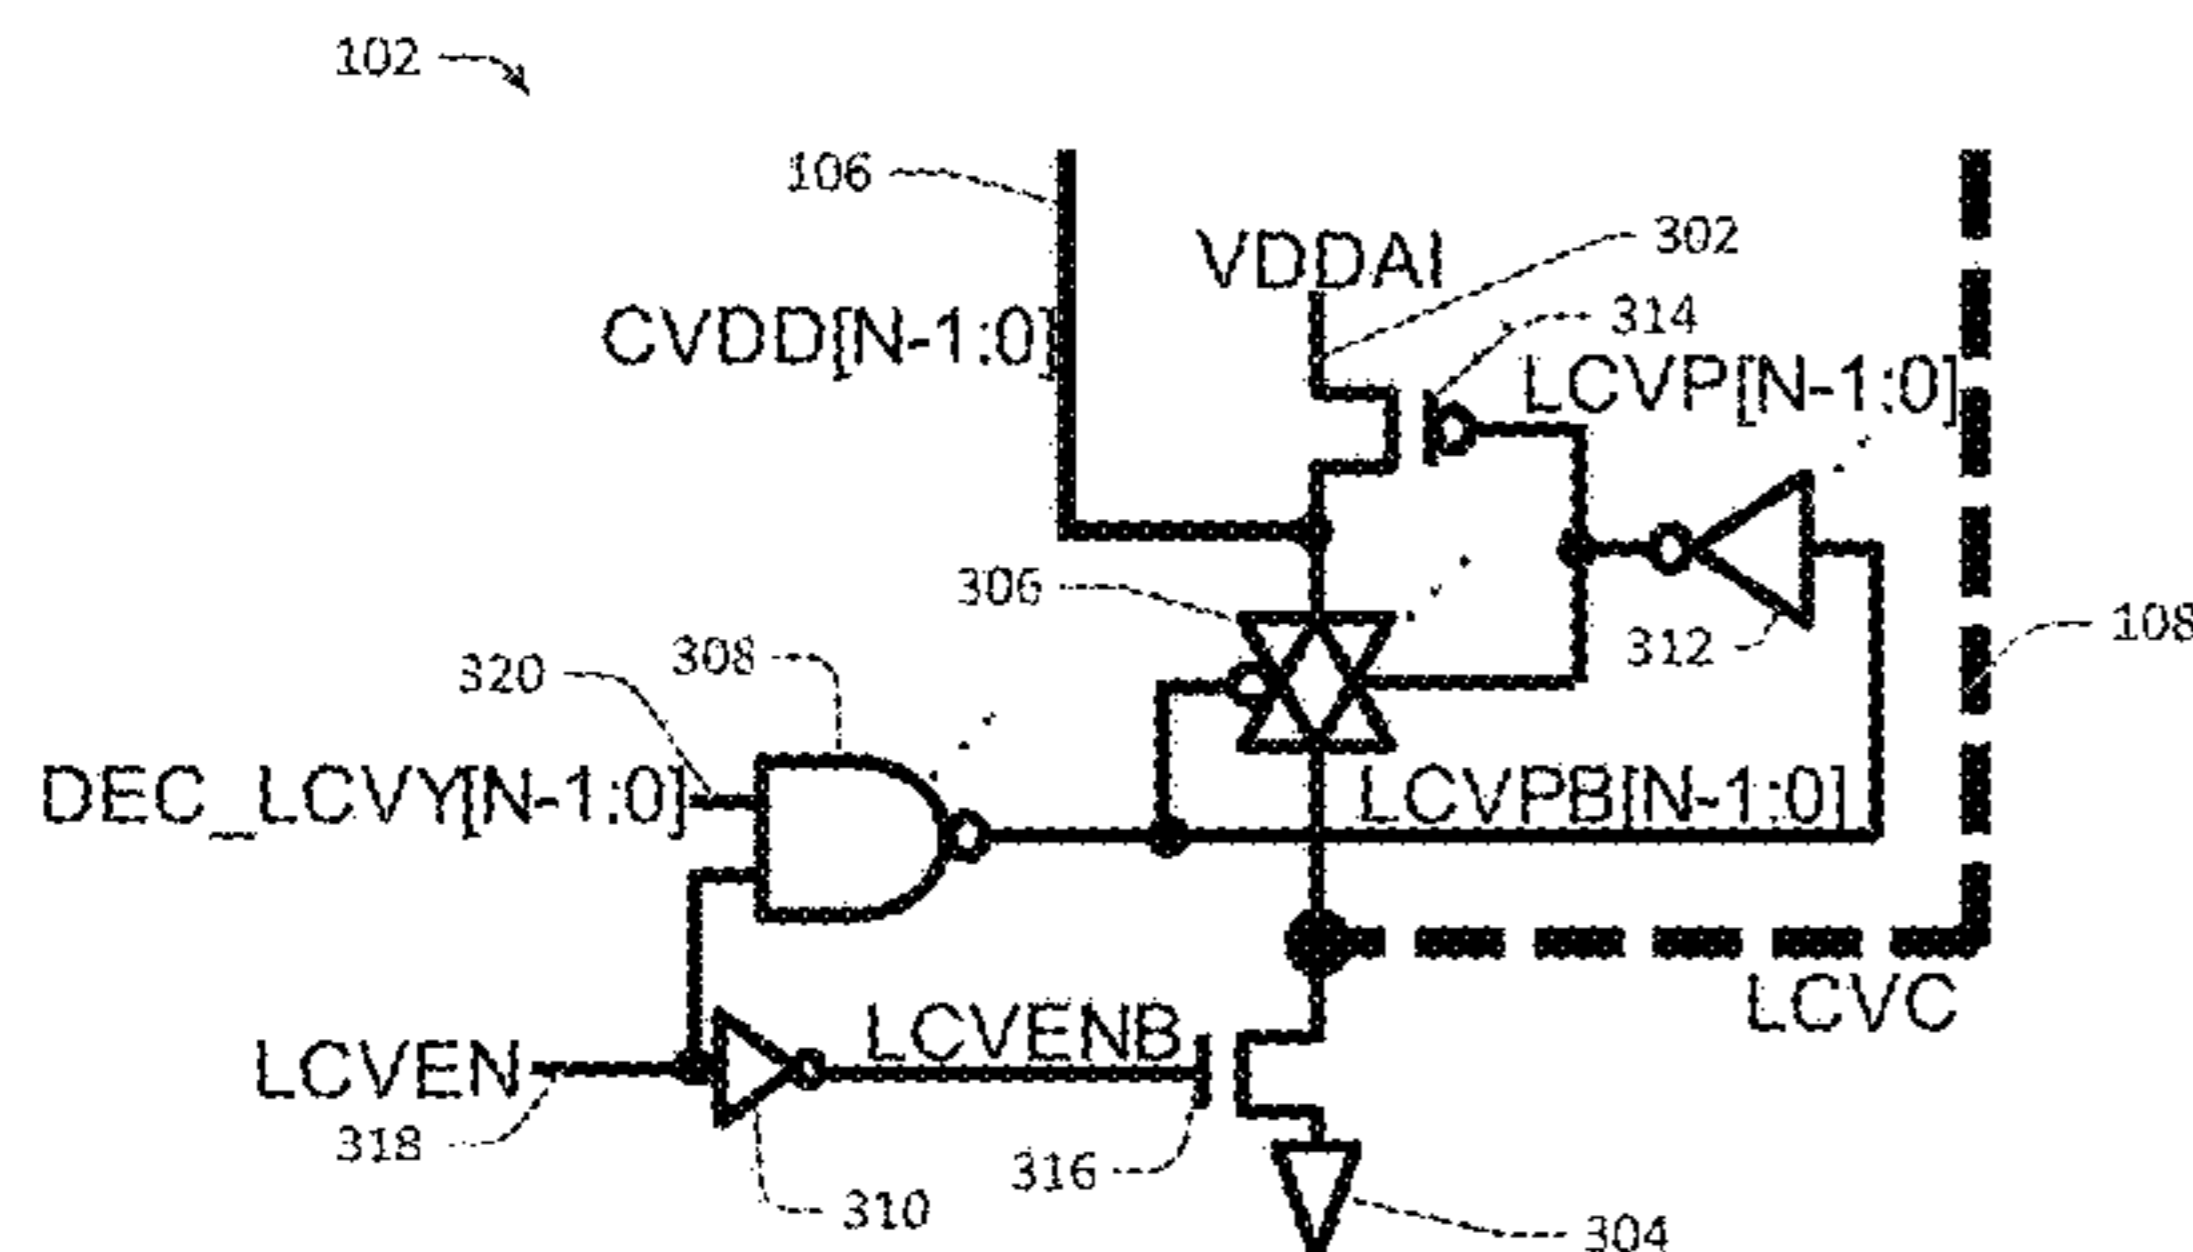 102
106
VDDAI
302
CVDD[N-1:0]
314
LCVP[N-1:0]
306
312
108
320
308
DEC_LCVY[N-1:0]
LCVPB[N-1:0]
LCVC
LCVEN
LCVENB
318
310
316
304